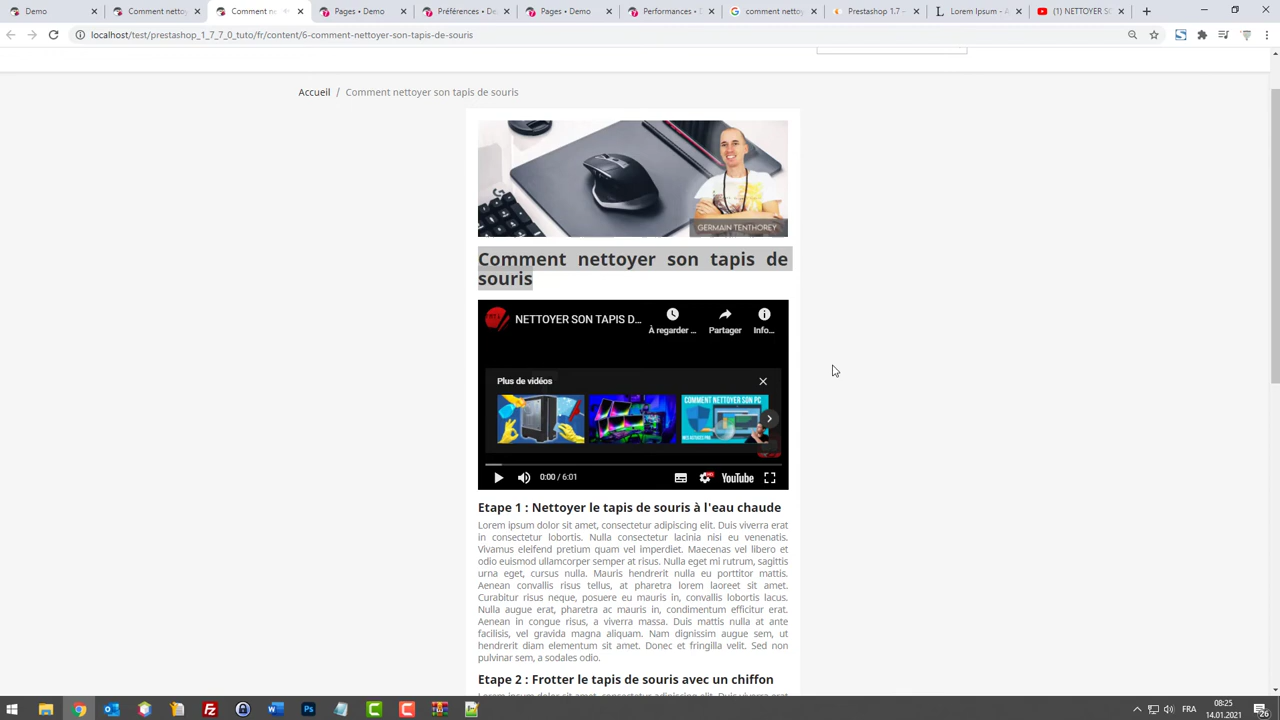 Demo
Comment nettoy
Comment ne
Pages • Demo
Préférences • De
Pages • Demo
Performances •
comment nettoy
Prestashop 1.7 –
Lorem Ipsum - A
(1) NETTOYER SO
localhost/test/prestashop_1_7_7_0_tuto/fr/content/6-comment-nettoyer-son-tapis-de-souris
Accueil / Comment nettoyer son tapis de souris
GERMAIN TENTHOREY
Comment nettoyer son tapis de
souris
NETTOYER SON TAPIS D...
À regarder ...
Partager
Info...
Plus de vidéos
COMMENT NETTOYER SON PC
0:00 / 6:01
HD
YouTube
Etape 1 : Nettoyer le tapis de souris à l'eau chaude
Lorem ipsum dolor sit amet, consectetur adipiscing elit. Duis viverra erat
in consectetur lobortis. Nulla consectetur lacinia nisi eu venenatis.
Vivamus eleifend pretium quam vel imperdiet. Maecenas vel libero et
odio euismod ullamcorper semper at risus. Nulla eget mi rutrum, sagittis
urna eget, cursus nulla. Mauris hendrerit nulla eu porttitor mattis.
Aenean convallis risus tellus, at pharetra lorem laoreet sit amet.
Curabitur risus neque, posuere eu mauris in, convallis lobortis lacus.
Nulla augue erat, pharetra ac mauris in, condimentum efficitur erat.
Aenean in congue risus, a viverra massa. Duis mattis nulla at ante
facilisis, vel gravida magna aliquam. Nam dignissim augue sem, ut
hendrerit diam elementum sit amet. Donec et fringilla velit. Sed non
pulvinar sem, a sodales odio.
Etape 2 : Frotter le tapis de souris avec un chiffon
FRA
08:25
14.01.2021
26